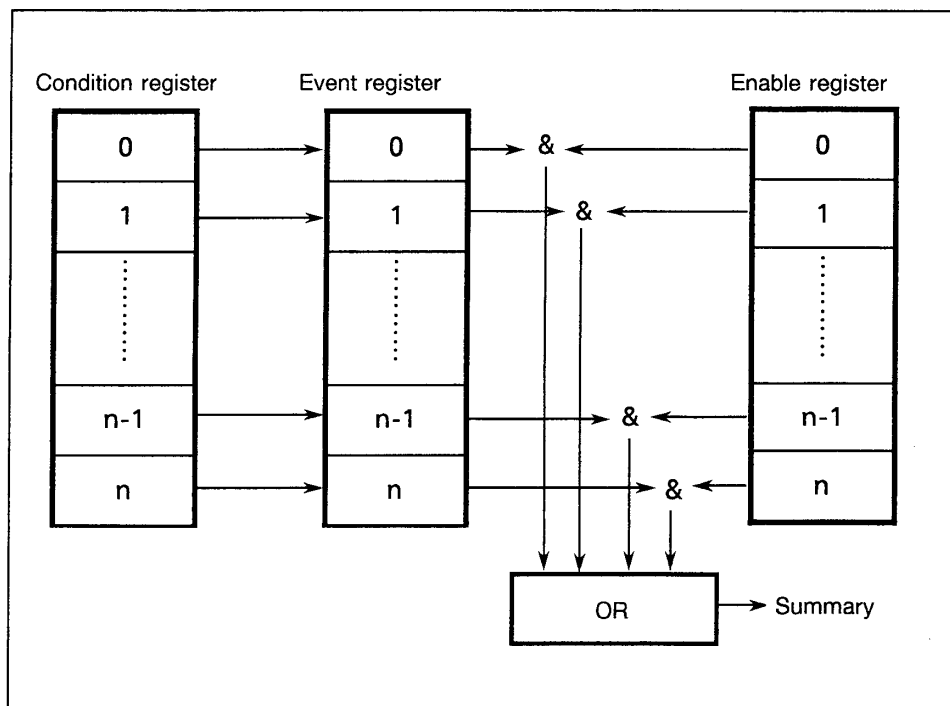 Condition register
Event register
Enable register
0
0
&
0
1
1
&
1
n-1
n-1
&
n-1
n
n
&
n
OR
Summary